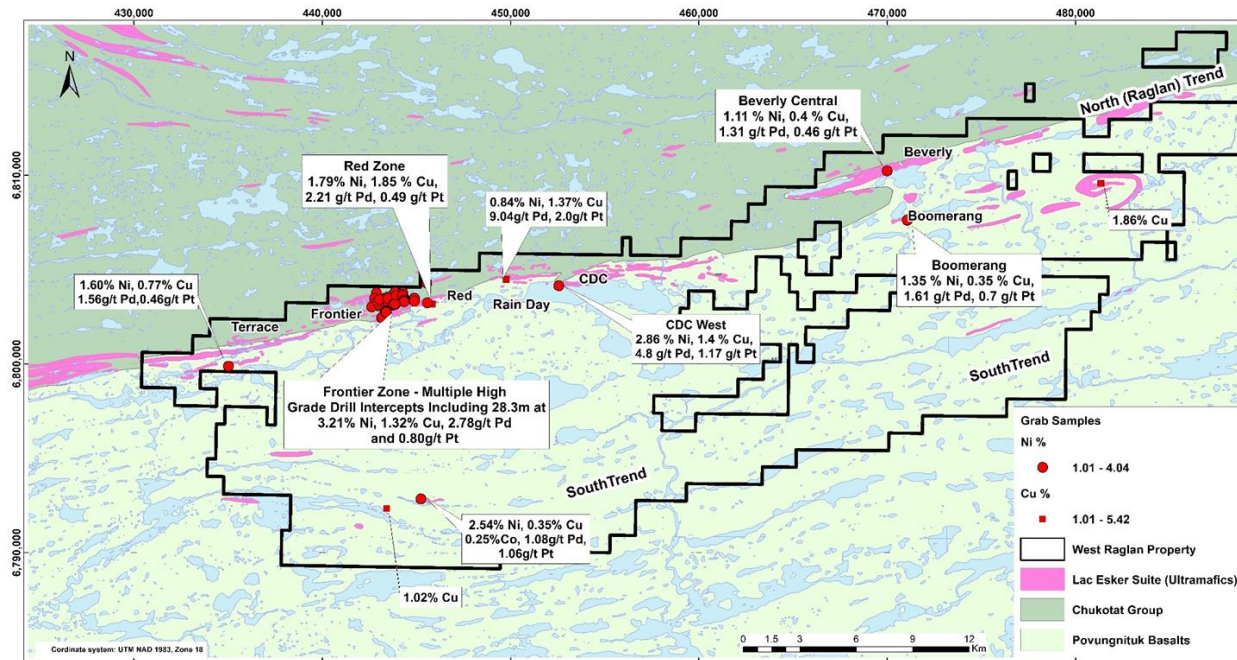 430,000
440,000
450,000
460,000
470,000
480,000
N
North (Raglan) Trend
Beverly Central
1.11 % Ni, 0.4 % Cu,
1.31 g/t Pd, 0.46 g/t Pt
Beverly
6,810,000
Red Zone
1.79% Ni, 1.85 % Cu,
2.21 g/t Pd, 0.49 g/t Pt
0.84% Ni, 1.37% Cu
9.04g/t Pd, 2.0g/t Pt
1.86% Cu
Boomerang
Boomerang
1.35 % Ni, 0.35 % Cu,
1.61 g/t Pd, 0.7 g/t Pt
1.60% Ni, 0.77% Cu
1.56g/t Pd,0.46g/t Pt
CDC
Red
Rain Day
Frontier
Terrace
CDC West
2.86 % Ni, 1.4 % Cu,
4.8 g/t Pd, 1.17 g/t Pt
6,800,000
SouthTrend
Frontier Zone - Multiple High
Grade Drill Intercepts Including 28.3m at
3.21% Ni, 1.32% Cu, 2.78g/t Pd
and 0.80g/t Pt
SouthTrend
2.54% Ni, 0.35% Cu
0.25%Co, 1.08g/t Pd,
1.06g/t Pt
6,790,000
1.02% Cu
Grab Samples
Ni %
1.01 - 4.04
Cu %
1.01 - 5.42
West Raglan Property
Lac Esker Suite (Ultramafics)
Chukotat Group
Povungnituk Basalts
0 1.5 3 6 9 12
Km
Cordinate system: UTM NAD 1983, Zone 18